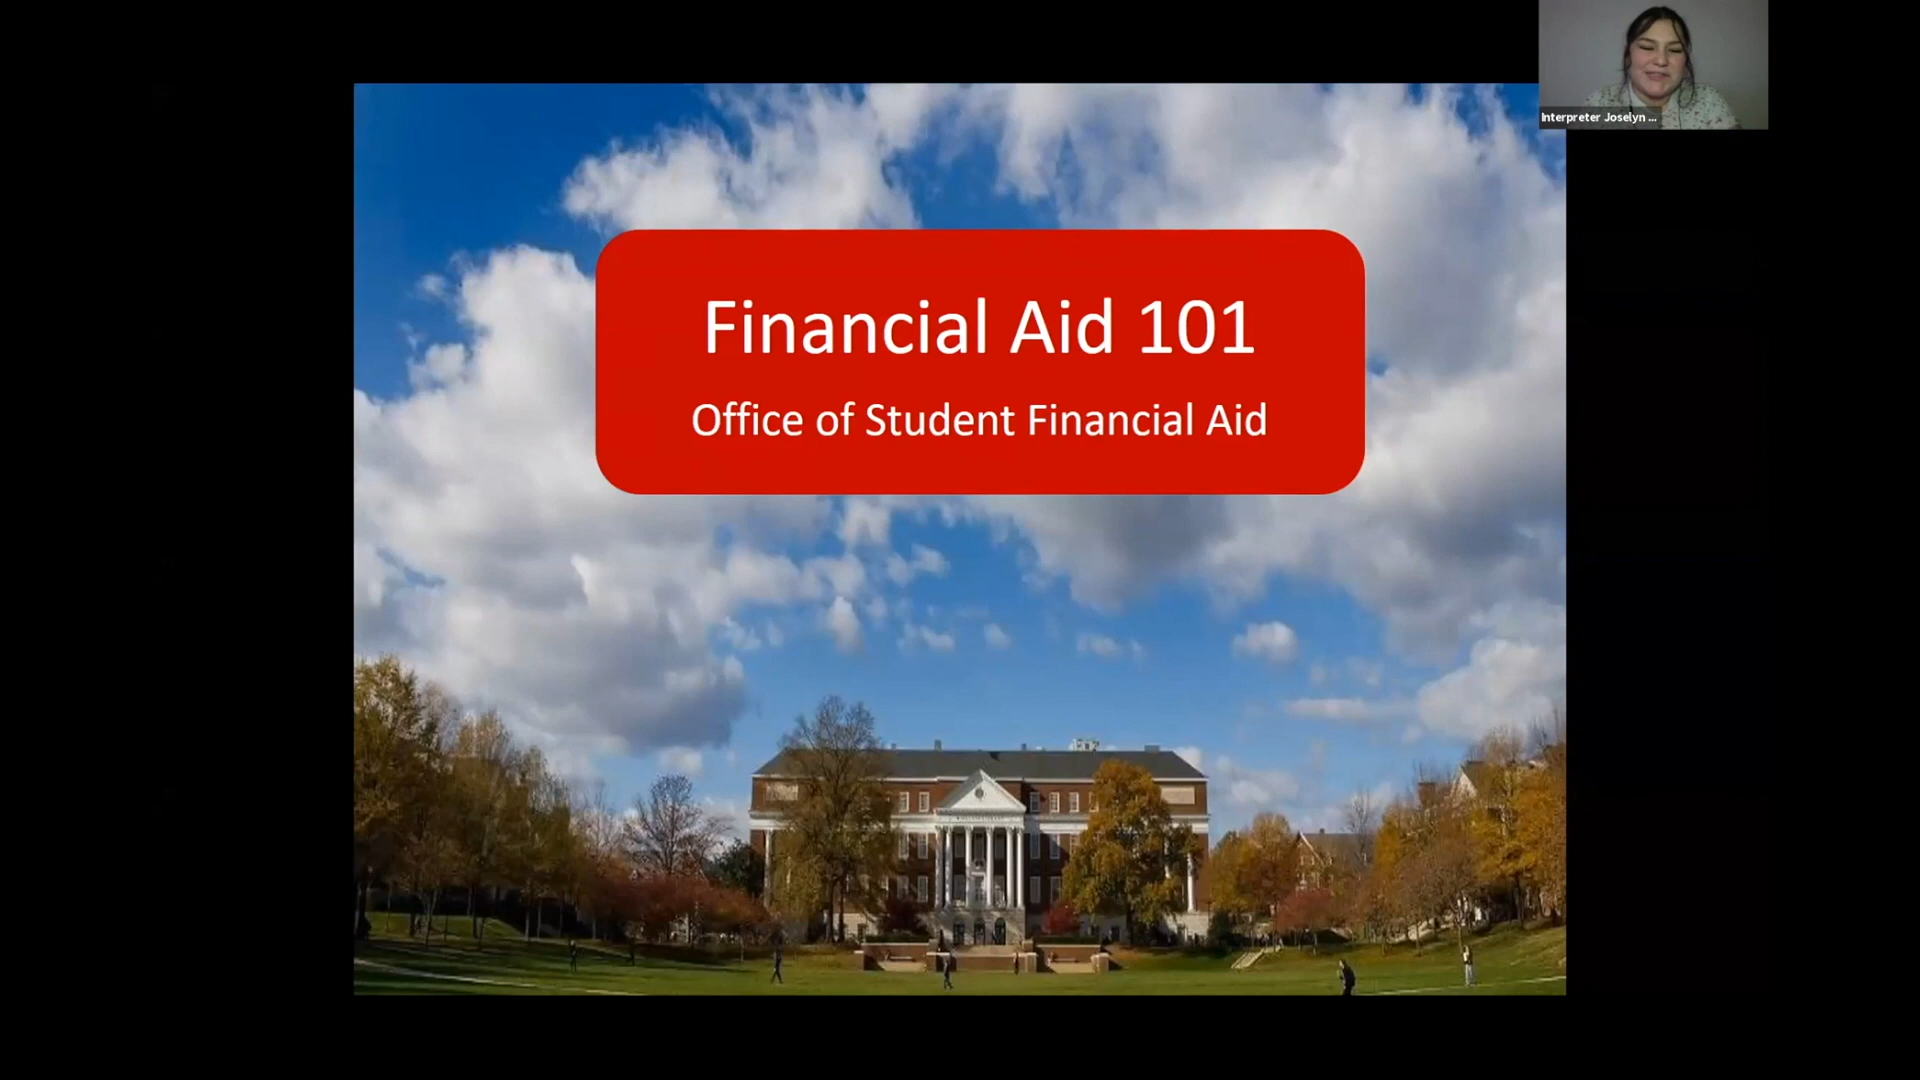 Interpreter Joselyn ...
Financial Aid 101
Office of Student Financial Aid